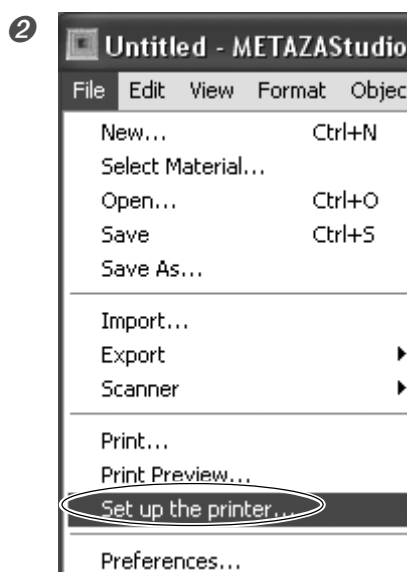 2
Untitled - METAZAStudio
File Edit View Format Objec
New... Ctrl+N
Select Material...
Open... Ctrl+O
Save Ctrl+S
Save As...
Import...
Export
Scanner
Print...
Print Preview...
Set up the printer...
Preferences...